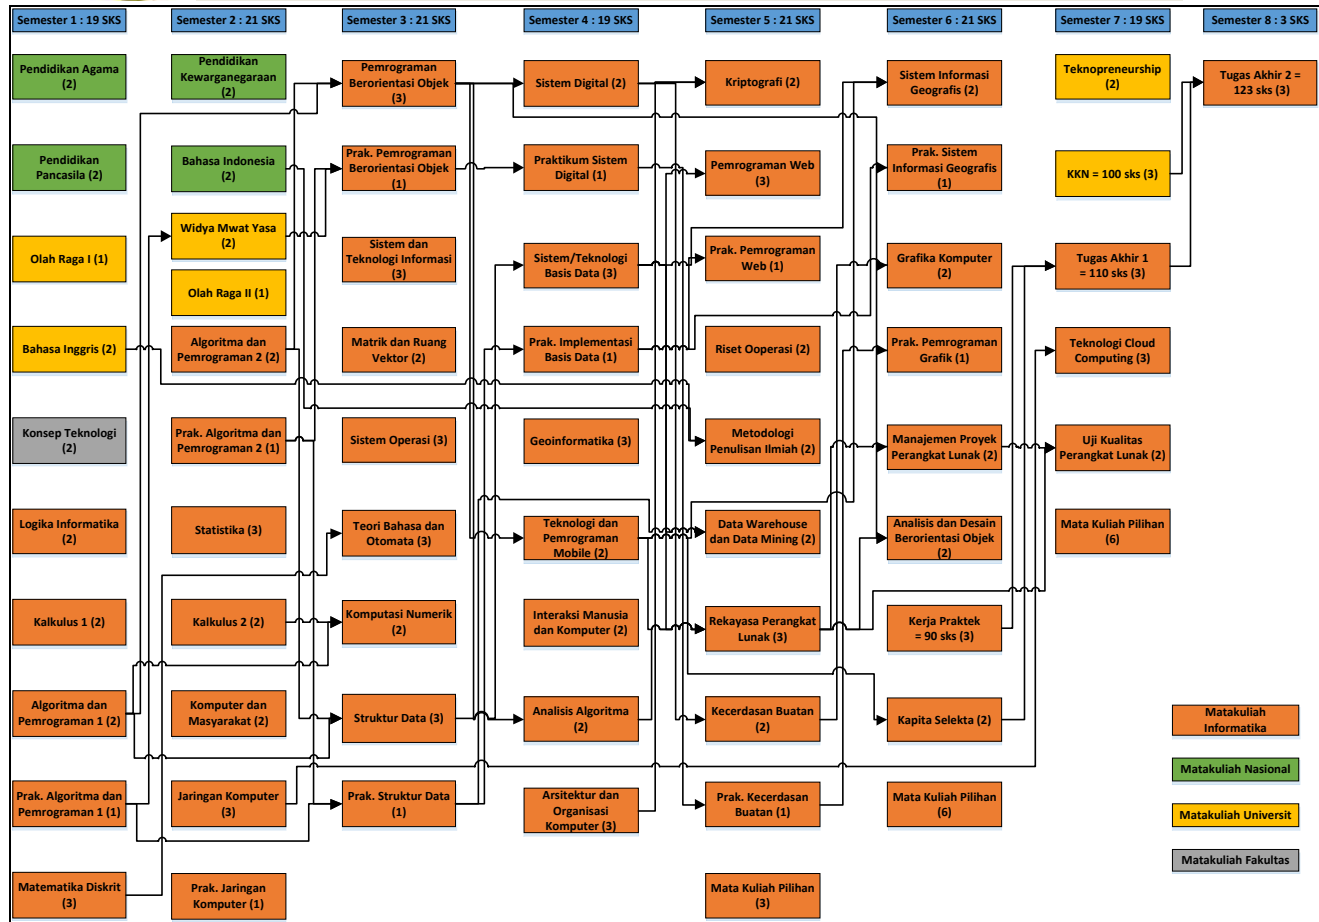 Semester 1 : 19 SKS
Semester 2 : 21 SKS
Semester 3 : 21 SKS
Semester 4 : 19 SKS
Semester 5 : 21 SKS
Semester 6 : 21 SKS
Semester 7 : 19 SKS
Semester 8 : 3 SKS
Pendidikan Agama
(2)
Pendidikan
Pancasila (2)
Olah Raga I (1)
Bahasa Inggris (2)
Konsep Teknologi
(2)
Logika Informatika
(2)
Kalkulus 1 (2)
Algoritma dan
Pemrograman 1 (2)
Prak. Algoritma dan
Pemrograman 1 (1)
Matematika Diskrit
(3)
Pendidikan
Kewarganegaraan
(2)
Bahasa Indonesia
(2)
Widya Mwat Yasa
(2)
Olah Raga II (1)
Algoritma dan
Pemrograman 2 (2)
Prak. Algoritma dan
Pemrograman 2 (1)
Statistika (3)
Kalkulus 2 (2)
Komputer dan
Masyarakat (2)
Jaringan Komputer
(3)
Prak. Jaringan
Komputer (1)
Pemrograman
Berorientasi Objek
(3)
Prak. Pemrograman
Berorientasi Objek
(1)
Sistem dan
Teknologi Informasi
(3)
Matrik dan Ruang
Vektor (2)
Sistem Operasi (3)
Teori Bahasa dan
Otomata (3)
Komputasi Numerik
(2)
Struktur Data (3)
Prak. Struktur Data
(1)
Sistem Digital (2)
Praktikum Sistem
Digital (1)
Sistem/Teknologi
Basis Data (3)
Prak. Implementasi
Basis Data (1)
Geoinformatika (3)
Teknologi dan
Pemrograman
Mobile (2)
Interaksi Manusia
dan Komputer (2)
Analisis Algoritma
(2)
Arsitektur dan
Organisasi
Komputer (3)
Kriptografi (2)
Pemrograman Web
(3)
Prak. Pemrograman
Web (1)
Riset Ooperasi (2)
Metodologi
Penulisan Ilmiah (2)
Data Warehouse
dan Data Mining (2)
Rekayasa Perangkat
Lunak (3)
Kecerdasan Buatan
(2)
Prak. Kecerdasan
Buatan (1)
Mata Kuliah Pilihan
(3)
Sistem Informasi
Geografis (2)
Prak. Sistem
Informasi Geografis
(1)
Grafika Komputer
(2)
Prak. Pemrograman
Grafik (1)
Manajemen Proyek
Perangkat Lunak (2)
Analisis dan Desain
Berorientasi Objek
(2)
Kerja Praktek
= 90 sks (3)
Kapita Selekta (2)
Mata Kuliah Pilihan
(6)
Teknopreneurship
(2)
KKN = 100 sks (3)
Tugas Akhir 1
= 110 sks (3)
Teknologi Cloud
Computing (3)
Uji Kualitas
Perangkat Lunak (2)
Mata Kuliah Pilihan
(6)
Tugas Akhir 2 =
123 sks (3)
Matakuliah
Informatika
Matakuliah Nasional
Matakuliah Universit
Matakuliah Fakultas